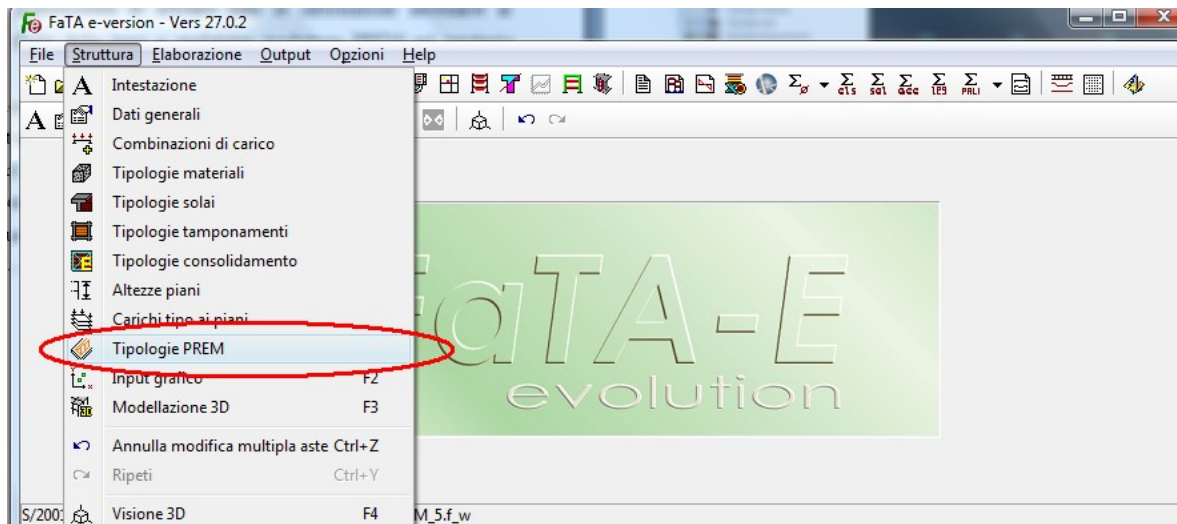 FaTA e-version - Vers 27.0.2
File Struttura Elaborazione Output Opzioni Help
Intestazione
Dati generali
Combinazioni di carico
Tipologie materiali
Tipologie solai
Tipologie tamponamenti
Tipologie consolidamento
Altezze piani
Carichi tipo ai piani
Tipologie PREM
Input grafico F2
Modellazione 3D F3
Annulla modifica multipla aste Ctrl+Z
Ripeti Ctrl+Y
Visione 3D F4
FaTA-E
evolution
S/2001
M_5.f_w